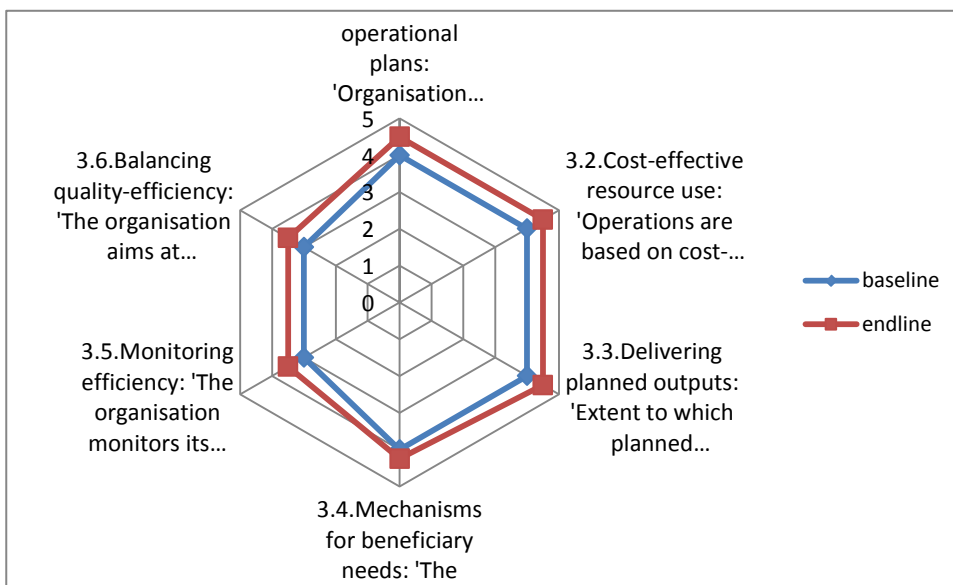 operational
plans:
'Organisation...
5
4
3
2
1
0
3.2.Cost-effective
resource use:
'Operations are
based on cost-...
3.3.Delivering
planned outputs:
'Extent to which
planned...
3.4.Mechanisms
for beneficiary
needs: 'The
3.5.Monitoring
efficiency: 'The
organisation
monitors its...
3.6.Balancing
quality-efficiency:
'The organisation
aims at...
baseline
endline